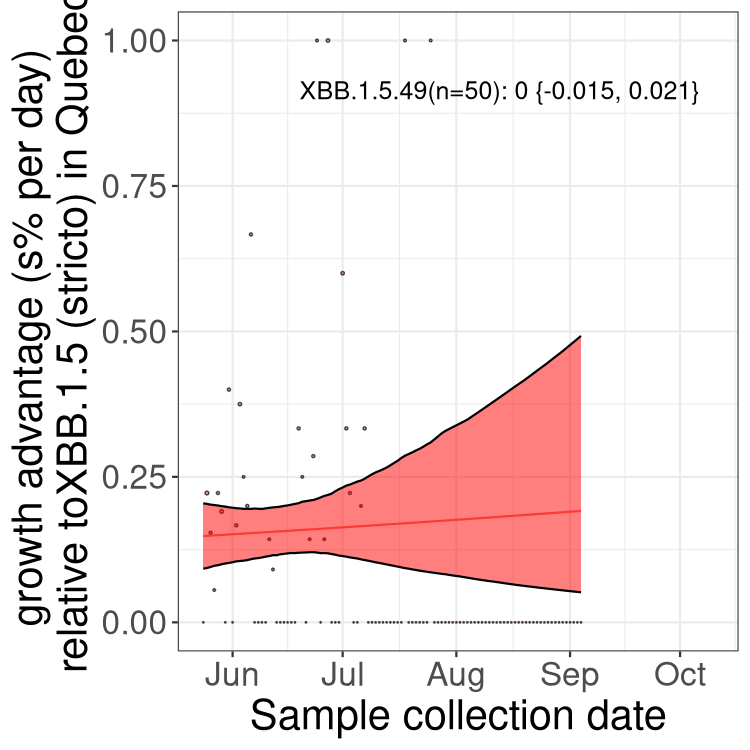 growth advantage (s% per day)
relative toXBB.1.5 (stricto) in Quebec
1.00
0.75
0.50
0.25
0.00
XBB.1.5.49(n=50): 0 {-0.015, 0.021}
Jun Jul Aug Sep Oct
Sample collection date